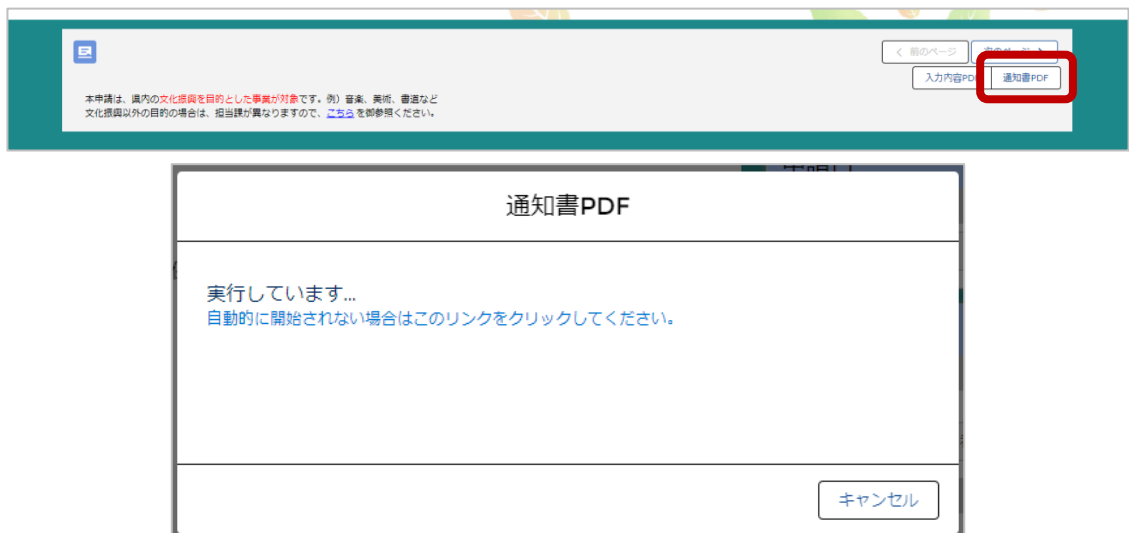 く 前のページ
入力内容PD
通知書PDF
本申請は、県内の文化振興を目的とした事業が対象です。例）音楽、美術、書道など
文化振興以外の目的の場合は、担当課が異なりますので、こちらを御参照ください。
通知書PDF
実行しています...
自動的に開始されない場合はこのリンクをクリックしてください。
キャンセル